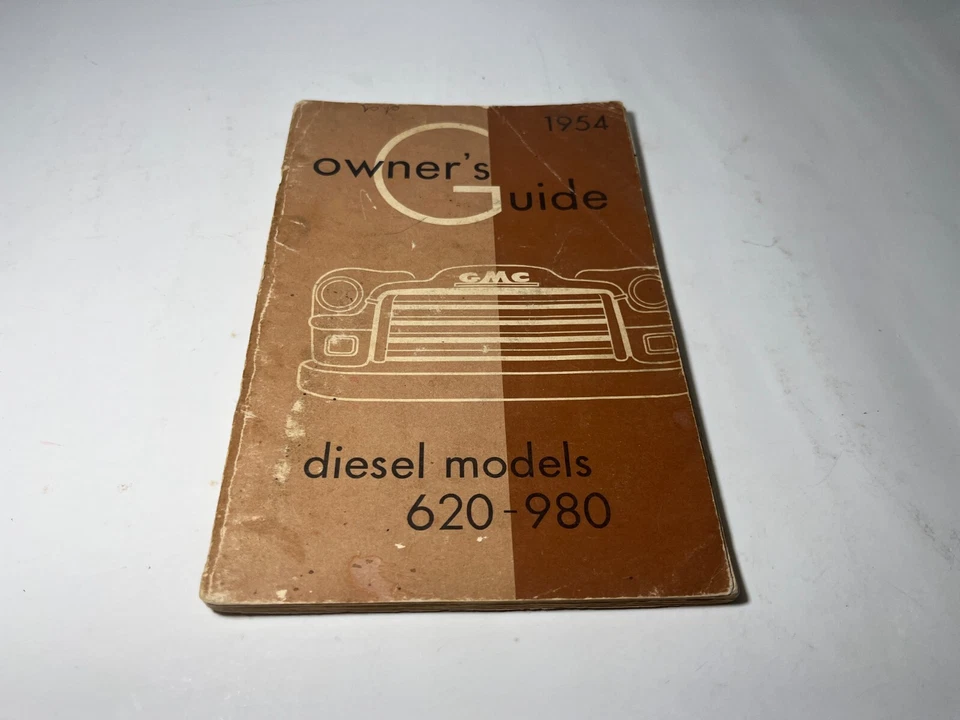 1954
owner's
Guide
GMC
diesel models
620-980